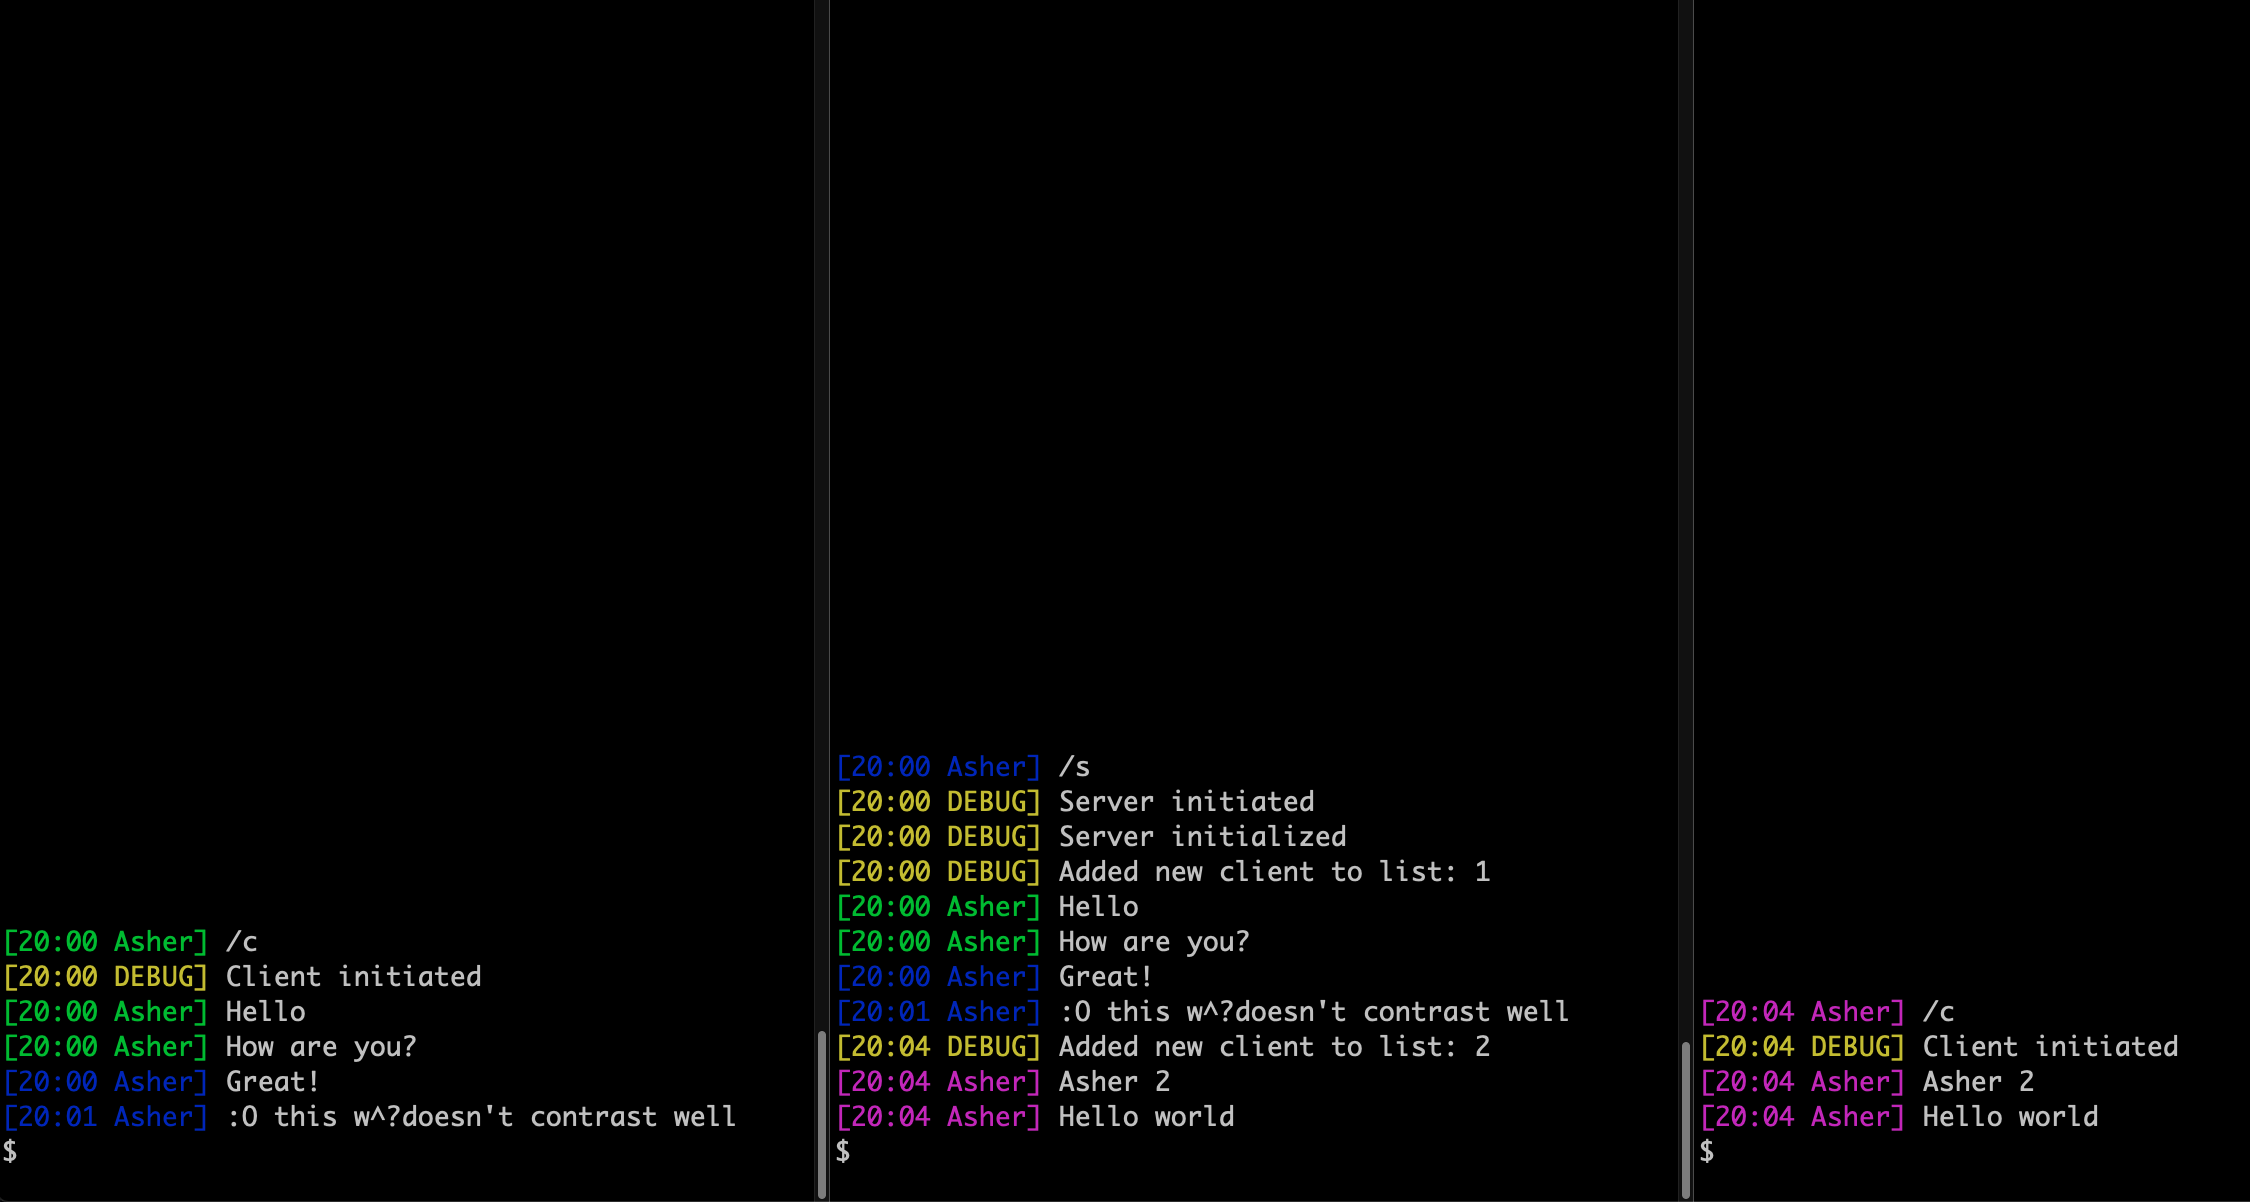 [20:00 Asher] /c
[20:00 DEBUG] Client initiated
[20:00 Asher] Hello
[20:00 Asher] How are you?
[20:00 Asher] Great!
[20:01 Asher] :O this w^?doesn't contrast well
$
[20:00 Asher] /s
[20:00 DEBUG] Server initiated
[20:00 DEBUG] Server initialized
[20:00 DEBUG] Added new client to list: 1
[20:00 Asher] Hello
[20:00 Asher] How are you?
[20:00 Asher] Great!
[20:01 Asher] :O this w^?doesn't contrast well
[20:04 DEBUG] Added new client to list: 2
[20:04 Asher] Asher 2
[20:04 Asher] Hello world
$
[20:04 Asher] /c
[20:04 DEBUG] Client initiated
[20:04 Asher] Asher 2
[20:04 Asher] Hello world
$